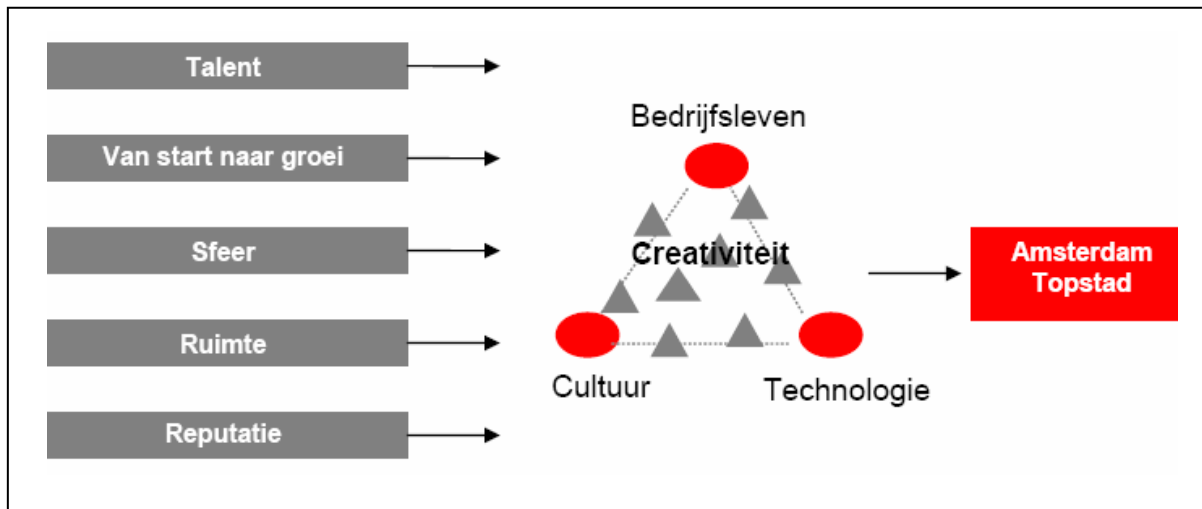 Talent
Van start naar groei
Sfeer
Ruimte
Reputatie
Bedrijfsleven
Creativiteit
Cultuur
Technologie
Amsterdam
Topstad